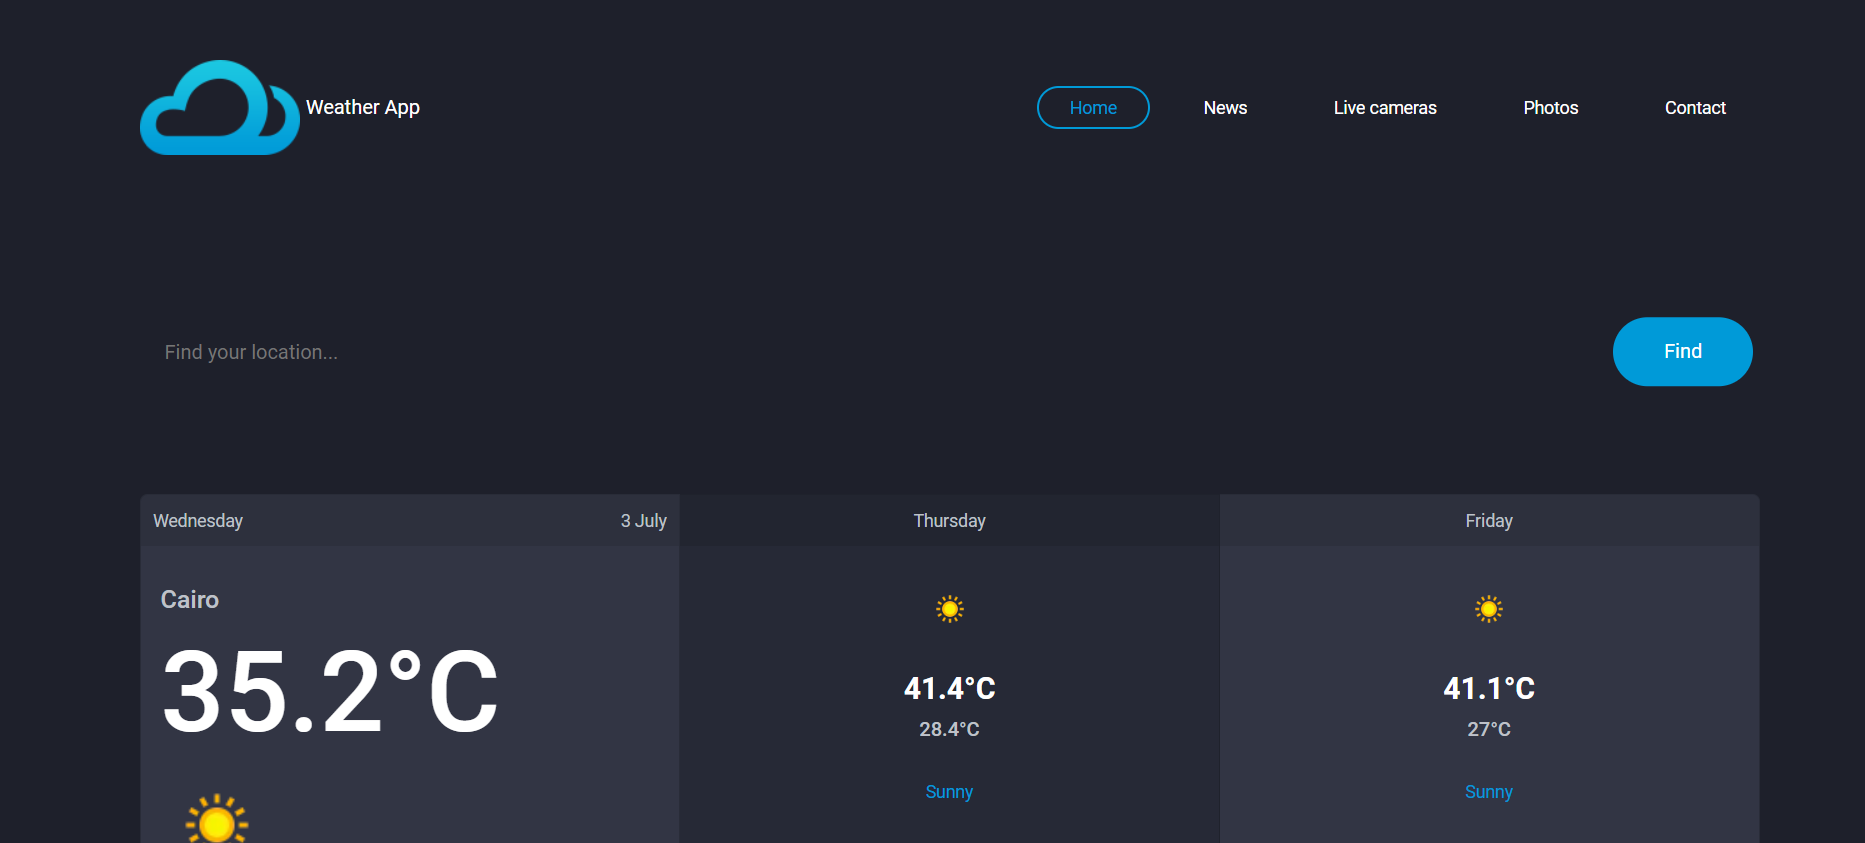 Weather App
Home News Live cameras Photos Contact
Find your location...
Find
Wednesday 3 July
Cairo
35.2°C
Thursday
41.4°C
28.4°C
Sunny
Friday
41.1°C
27°C
Sunny